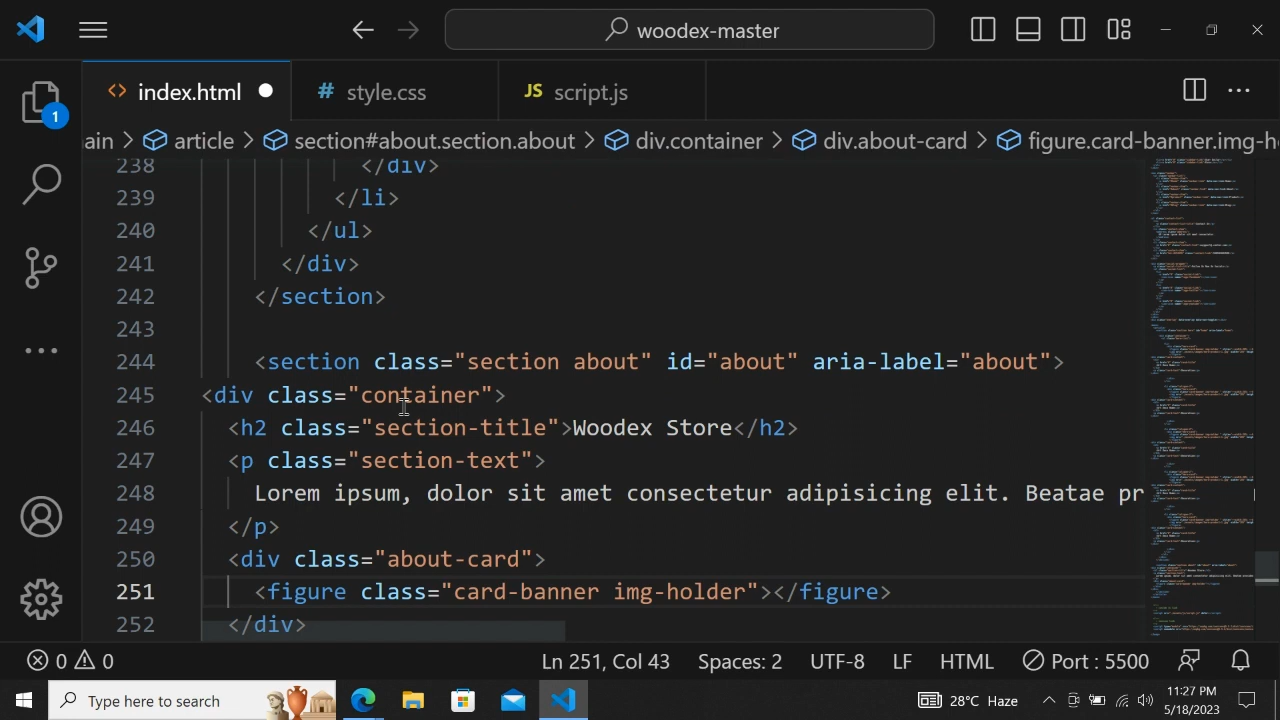 woodex-master
index.html
# style.css
JS script.js
ain > article > section#about.section.about > div.container > div.about-card > figure.card-banner.img-h
238 </div>
239 </li>
240 </ul>
241 </div>
242 </section>
243
244 <section class="section about" id="about" aria-label="about">
245 <div class="container"
246 <h2 class="section-title">Woodex Store</h2>
247 <p class="section-text">
248 Lorem ipsum, dolor sit amet consectetur adipisicing elit. Beatae pr
249 </p>
250 <div class="about-card">
251 <figure class="card-banner img-holder "</figure>
252 </div>
1
0 0
Ln 251, Col 43
Spaces: 2
UTF-8
LF
HTML
Port : 5500
Type here to search
28°C Haze
11:27 PM
5/18/2023